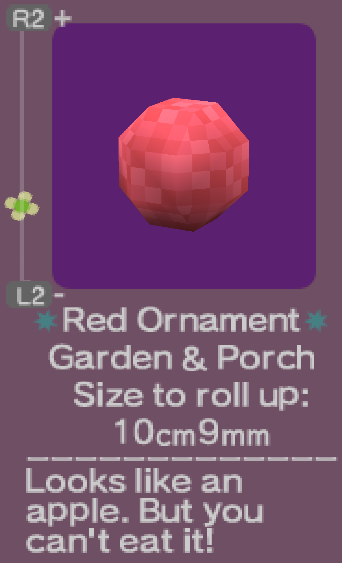 R2 +
L2 -
Red Ornament
Garden & Porch
Size to roll up:
10cm9mm
Looks like an
apple. But you
can't eat it!